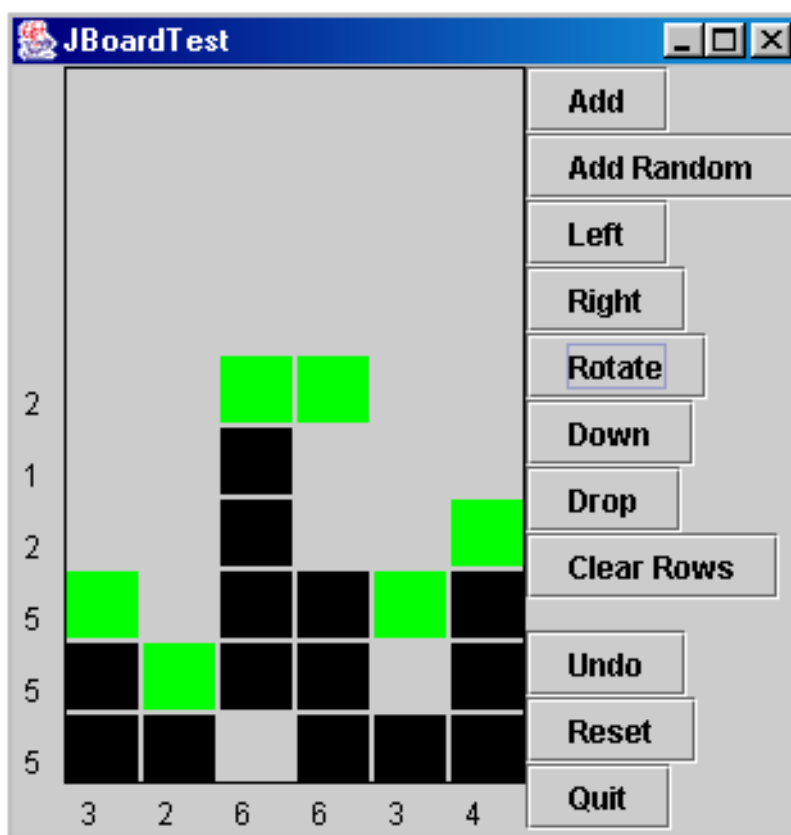 JBoardTest
Add
Add Random
Left
Right
Rotate
Down
Drop
Clear Rows
Undo
Reset
Quit
2
1
2
5
5
5
3 2 6 6 3 4